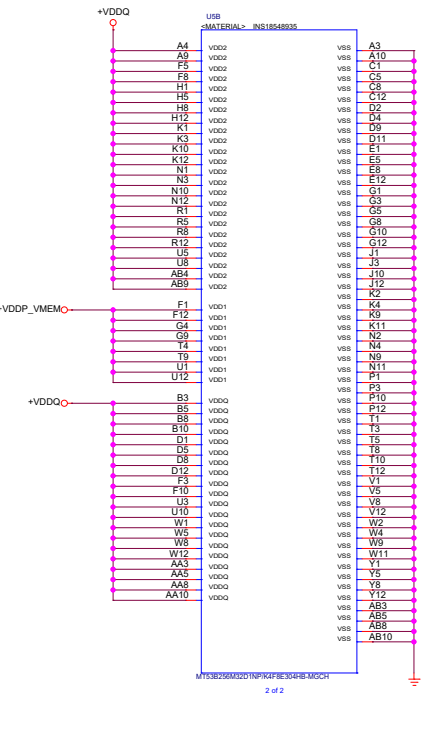 +VDDQ
U5B
<MATERIAL> INS18548935
A4 VDD2 VSS A3
A9 VDD2 VSS A10
F5 VDD2 VSS C1
F8 VDD2 VSS C5
H1 VDD2 VSS C8
H5 VDD2 VSS C12
H8 VDD2 VSS D2
H12 VDD2 VSS D4
K1 VDD2 VSS D9
K3 VDD2 VSS D11
K10 VDD2 VSS E1
K12 VDD2 VSS E5
N1 VDD2 VSS E8
N3 VDD2 VSS E12
N10 VDD2 VSS G1
N12 VDD2 VSS G3
R1 VDD2 VSS G5
R5 VDD2 VSS G8
R8 VDD2 VSS G10
R12 VDD2 VSS G12
U5 VDD2 VSS J1
U8 VDD2 VSS J3
AB4 VDD2 VSS J10
AB9 VDD2 VSS J12
VSS K2
+VDDP_VMEM F1 VDD1 VSS K4
F12 VDD1 VSS K9
G4 VDD1 VSS K11
G9 VDD1 VSS N2
T4 VDD1 VSS N4
T9 VDD1 VSS N9
U1 VDD1 VSS N11
U12 VDD1 VSS P1
VSS P3
+VDDQ B3 VDDQ VSS P10
B5 VDDQ VSS P12
B8 VDDQ VSS T1
B10 VDDQ VSS T3
D1 VDDQ VSS T5
D5 VDDQ VSS T8
D8 VDDQ VSS T10
D12 VDDQ VSS T12
F3 VDDQ VSS V1
F10 VDDQ VSS V5
U3 VDDQ VSS V8
U10 VDDQ VSS V12
W1 VDDQ VSS W2
W5 VDDQ VSS W4
W8 VDDQ VSS W9
W12 VDDQ VSS W11
AA3 VDDQ VSS Y1
AA5 VDDQ VSS Y5
AA8 VDDQ VSS Y8
AA10 VDDQ VSS Y12
VSS AB3
VSS AB5
VSS AB8
VSS AB10
MT53B256M32D1NP/K4F8E304HB-MGCH
2 of 2